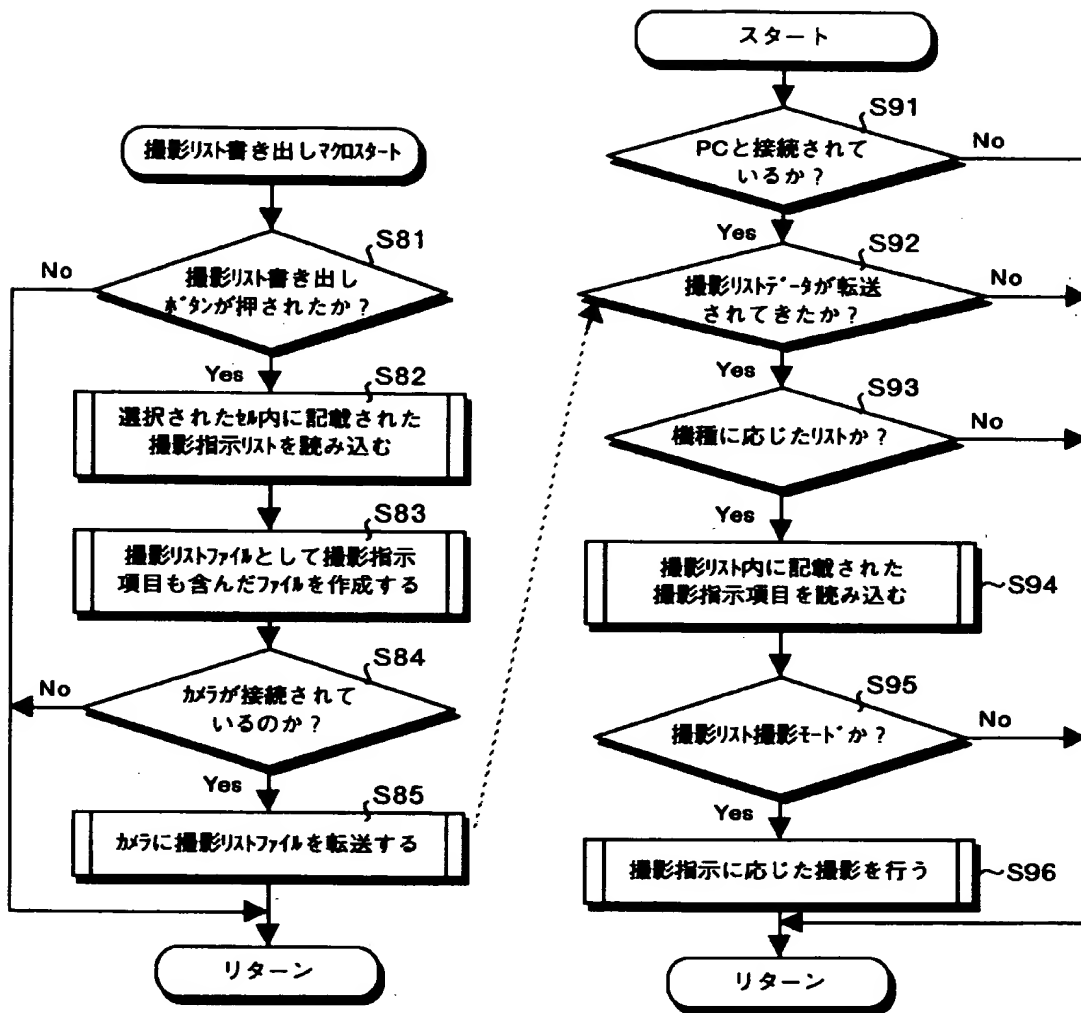 撮影リスト書き出しマクロスタート
S81
No
撮影リスト書き出し
ボタンが押されたか？
Yes
S82
選択されたセル内に記載された
撮影指示リストを読み込む
S83
撮影リストファイルとして撮影指示
項目も含んだファイルを作成する
S84
No
カメラが接続されて
いるのか？
Yes
S85
カメラに撮影リストファイルを転送する
リターン
スタート
S91
PCと接続されて
いるか？
No
Yes
S92
撮影リストデータが転送
されてきたか？
No
Yes
S93
機種に応じたリストか？
No
Yes
撮影リスト内に記載された
撮影指示項目を読み込む
S94
S95
撮影リスト撮影モードか？
No
Yes
撮影指示に応じた撮影を行う
S96
リターン